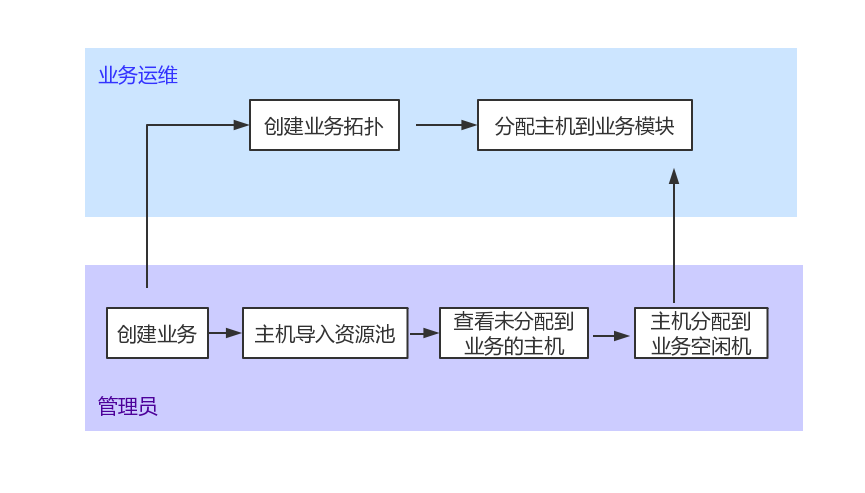 业务运维
创建业务拓扑
分配主机到业务模块
创建业务
主机导入资源池
查看未分配到
业务的主机
主机分配到
业务空闲机
管理员